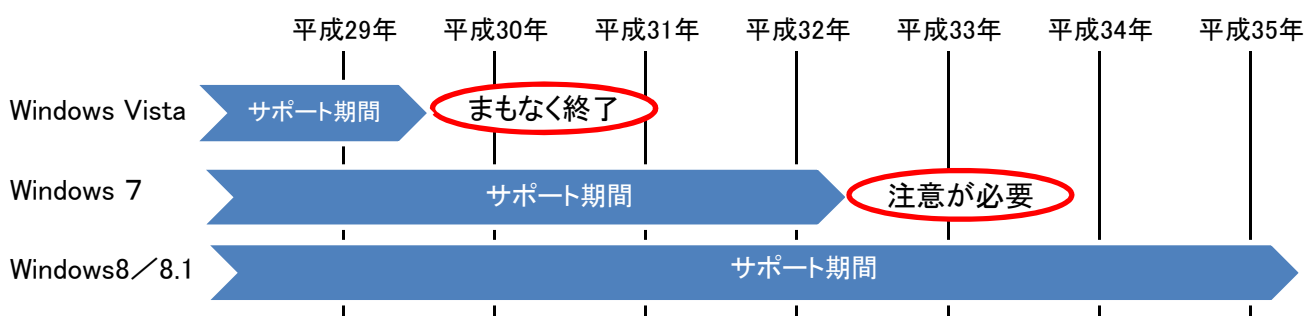 平成29年 平成30年 平成31年 平成32年 平成33年 平成34年 平成35年
Windows Vista サポート期間 まもなく終了
Windows 7 サポート期間 注意が必要
Windows8／8.1 サポート期間